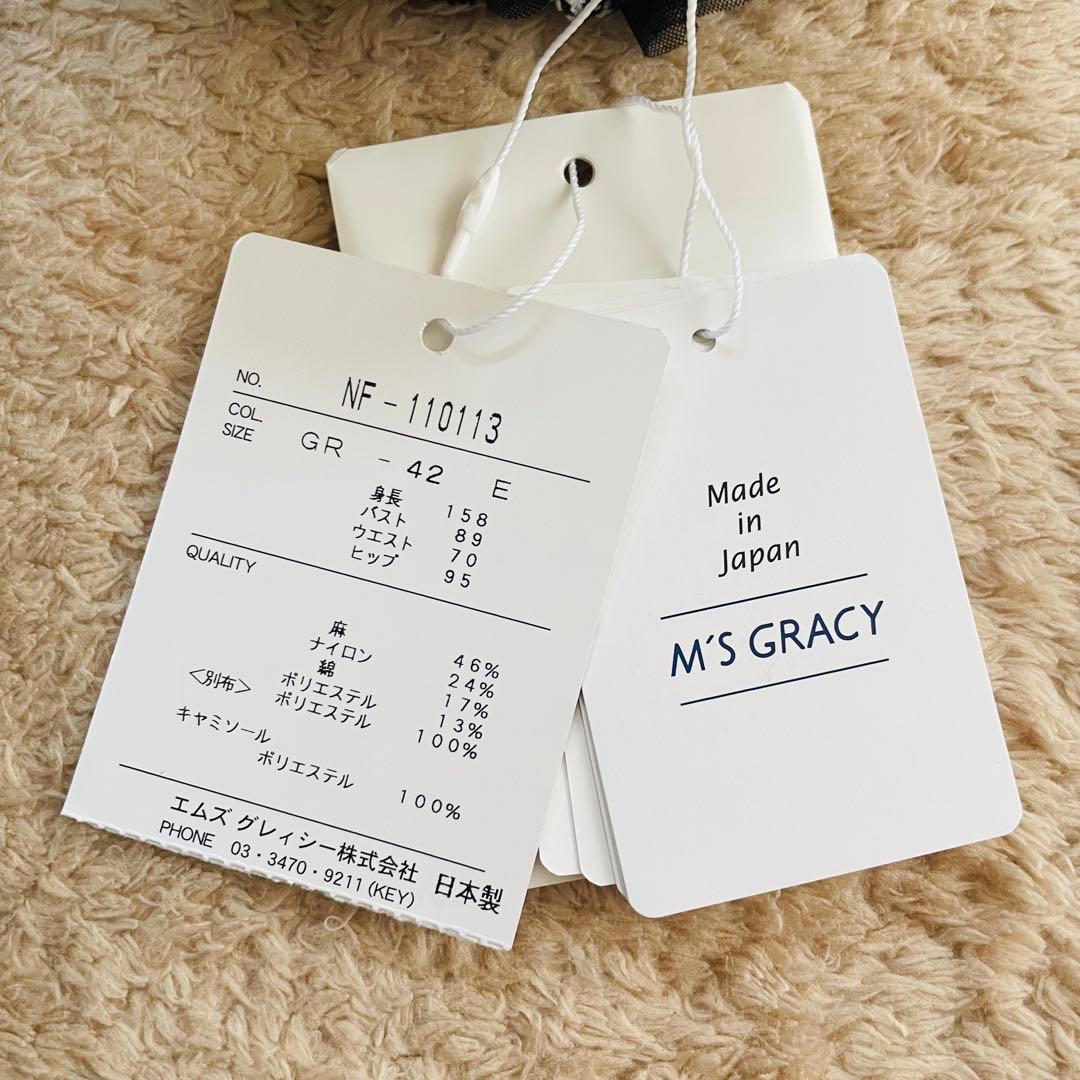 NO. NF-110113
COL.
SIZE GR - 42 E
身長 158
バスト 89
ウエスト 70
ヒップ 95
QUALITY
麻 46%
ナイロン 24%
綿 17%
ポリエステル 13%
<別布> ポリエステル 100%
キャミソール
ポリエステル 100%
エムズ グレィシー株式会社 日本製
PHONE 03・3470・9211(KEY)
Made
in
Japan
M'S GRACY